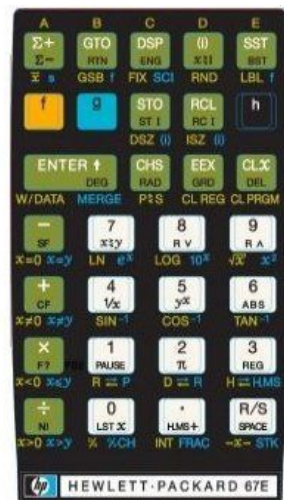 A B C D E
Σ+ GTO DSP (i) SST
Σ− RTN ENG x⇄I BST
x̄ s GSB f FIX SCI RND LBL f
f g STO RCL h
ST I RC I
DSZ (i) ISZ (i)
ENTER↑ CHS EEX CLX
DEG RAD GRD DEL
W/DATA MERGE P⇄S CL REG CL PRGM
− 7 8 9
SF x⇄y R∨ R∧
x=0 x=y LN eˣ LOG 10ˣ √x x²
+ 4 5 6
CF 1/x yˣ ABS
x≠0 x≠y SIN⁻¹ COS⁻¹ TAN⁻¹
× 1 2 3
F? PAUSE π REG
x<0 x≤y R⇄P D⇄R H⇄H.MS
÷ 0 · R/S
NI LST X H.MS+ SPACE
x>0 x>y % %CH INT FRAC -x- STK
hp HEWLETT·PACKARD 67E